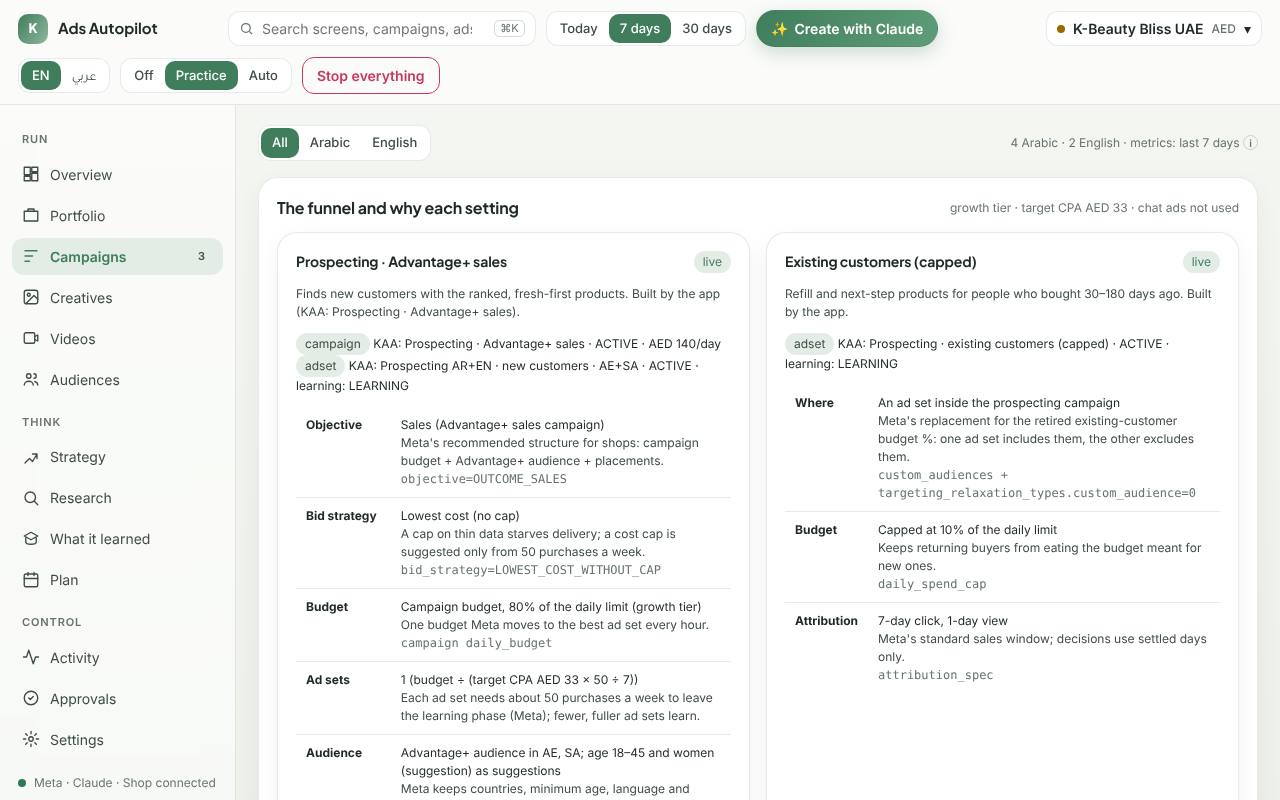 K Ads Autopilot
Search screens, campaigns, ads ⌘K
Today 7 days 30 days
✨ Create with Claude
K-Beauty Bliss UAE AED ▾
EN عربي
Off Practice Auto
Stop everything
RUN
Overview
Portfolio
Campaigns 3
Creatives
Videos
Audiences
THINK
Strategy
Research
What it learned
Plan
CONTROL
Activity
Approvals
Settings
Meta · Claude · Shop connected
All Arabic English
4 Arabic · 2 English · metrics: last 7 days i
The funnel and why each setting
growth tier · target CPA AED 33 · chat ads not used
Prospecting · Advantage+ sales live
Finds new customers with the ranked, fresh-first products. Built by the app
(KAA: Prospecting · Advantage+ sales).
campaign KAA: Prospecting · Advantage+ sales · ACTIVE · AED 140/day
adset KAA: Prospecting AR+EN · new customers · AE+SA · ACTIVE ·
learning: LEARNING
Objective Sales (Advantage+ sales campaign)
Meta's recommended structure for shops: campaign
budget + Advantage+ audience + placements.
objective=OUTCOME_SALES
Bid strategy Lowest cost (no cap)
A cap on thin data starves delivery; a cost cap is
suggested only from 50 purchases a week.
bid_strategy=LOWEST_COST_WITHOUT_CAP
Budget Campaign budget, 80% of the daily limit (growth tier)
One budget Meta moves to the best ad set every hour.
campaign daily_budget
Ad sets 1 (budget ÷ (target CPA AED 33 × 50 ÷ 7))
Each ad set needs about 50 purchases a week to leave
the learning phase (Meta); fewer, fuller ad sets learn.
Audience Advantage+ audience in AE, SA; age 18–45 and women
(suggestion) as suggestions
Meta keeps countries, minimum age, language and
Existing customers (capped) live
Refill and next-step products for people who bought 30–180 days ago. Built
by the app.
adset KAA: Prospecting · existing customers (capped) · ACTIVE ·
learning: LEARNING
Where An ad set inside the prospecting campaign
Meta's replacement for the retired existing-customer
budget %: one ad set includes them, the other excludes
them.
custom_audiences +
targeting_relaxation_types.custom_audience=0
Budget Capped at 10% of the daily limit
Keeps returning buyers from eating the budget meant for
new ones.
daily_spend_cap
Attribution 7-day click, 1-day view
Meta's standard sales window; decisions use settled days
only.
attribution_spec